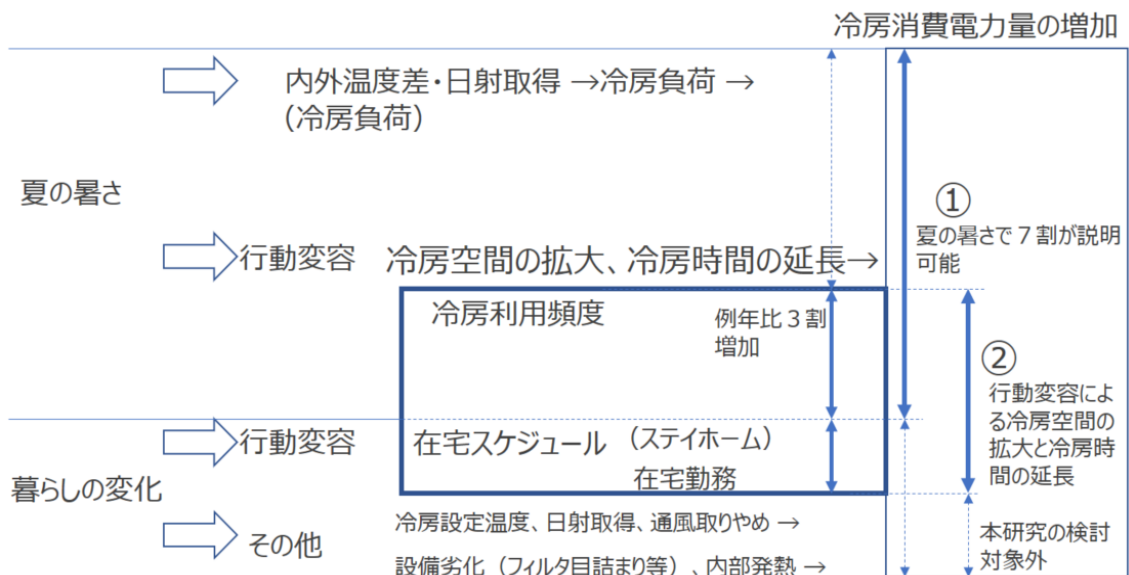 冷房消費電力量の増加
内外温度差・日射取得 →冷房負荷 →
(冷房負荷)
夏の暑さ
①
夏の暑さで７割が説明
可能
行動変容
冷房空間の拡大、冷房時間の延長→
冷房利用頻度
例年比３割
増加
②
行動変容によ
る冷房空間の
拡大と冷房時
間の延長
行動変容
在宅スケジュール
(ステイホーム)
在宅勤務
暮らしの変化
その他
冷房設定温度、日射取得、通風取りやめ →
設備劣化（フィルタ目詰まり等）、内部発熱 →
本研究の検討
対象外